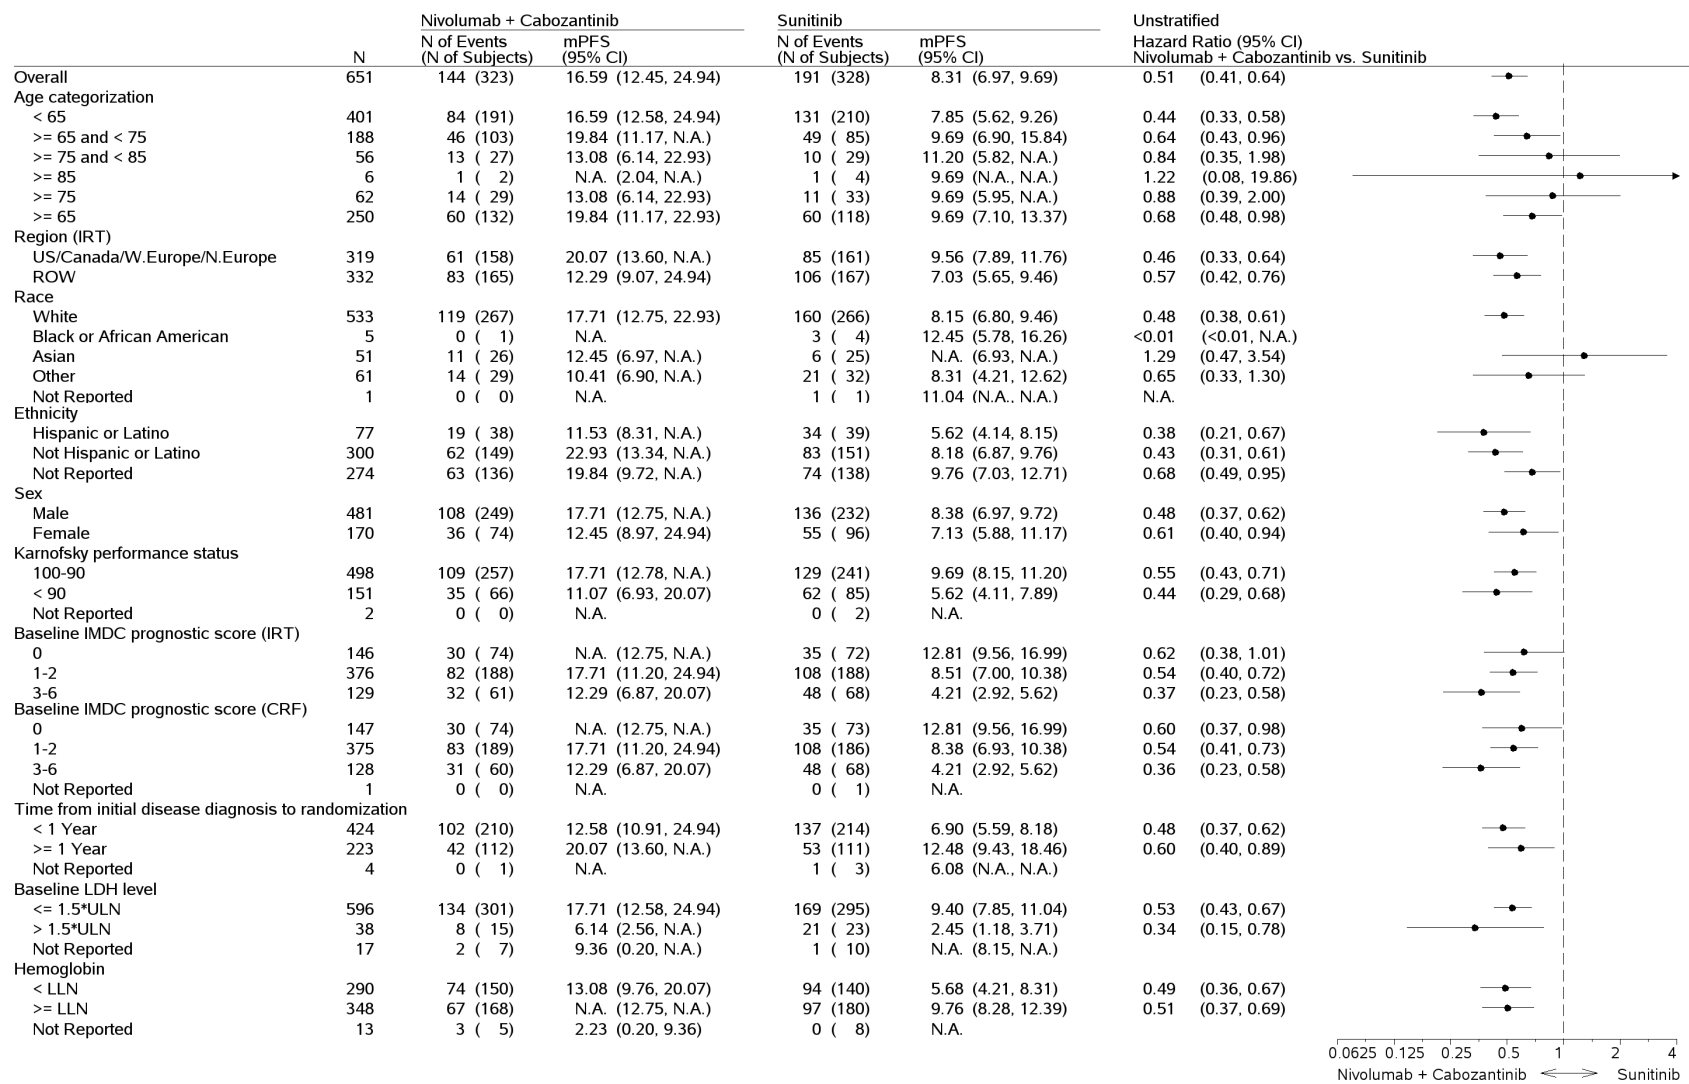 Nivolumab + Cabozantinib Sunitinib Unstratified
N of Events mPFS N of Events mPFS Hazard Ratio (95% CI)
N (N of Subjects) (95% CI) (N of Subjects) (95% CI) Nivolumab + Cabozantinib vs. Sunitinib
Overall 651 144 (323) 16.59 (12.45, 24.94) 191 (328) 8.31 (6.97, 9.69) 0.51 (0.41, 0.64)
Age categorization
< 65 401 84 (191) 16.59 (12.58, 24.94) 131 (210) 7.85 (5.62, 9.26) 0.44 (0.33, 0.58)
>= 65 and < 75 188 46 (103) 19.84 (11.17, N.A.) 49 ( 85) 9.69 (6.90, 15.84) 0.64 (0.43, 0.96)
>= 75 and < 85 56 13 ( 27) 13.08 (6.14, 22.93) 10 ( 29) 11.20 (5.82, N.A.) 0.84 (0.35, 1.98)
>= 85 6 1 ( 2) N.A. (2.04, N.A.) 1 ( 4) 9.69 (N.A., N.A.) 1.22 (0.08, 19.86)
>= 75 62 14 ( 29) 13.08 (6.14, 22.93) 11 ( 33) 9.69 (5.95, N.A.) 0.88 (0.39, 2.00)
>= 65 250 60 (132) 19.84 (11.17, 22.93) 60 (118) 9.69 (7.10, 13.37) 0.68 (0.48, 0.98)
Region (IRT)
US/Canada/W.Europe/N.Europe 319 61 (158) 20.07 (13.60, N.A.) 85 (161) 9.56 (7.89, 11.76) 0.46 (0.33, 0.64)
ROW 332 83 (165) 12.29 (9.07, 24.94) 106 (167) 7.03 (5.65, 9.46) 0.57 (0.42, 0.76)
Race
White 533 119 (267) 17.71 (12.75, 22.93) 160 (266) 8.15 (6.80, 9.46) 0.48 (0.38, 0.61)
Black or African American 5 0 ( 1) N.A. 3 ( 4) 12.45 (5.78, 16.26) <0.01 (<0.01, N.A.)
Asian 51 11 ( 26) 12.45 (6.97, N.A.) 6 ( 25) N.A. (6.93, N.A.) 1.29 (0.47, 3.54)
Other 61 14 ( 29) 10.41 (6.90, N.A.) 21 ( 32) 8.31 (4.21, 12.62) 0.65 (0.33, 1.30)
Not Reported 1 0 ( 0) N.A. 1 ( 1) 11.04 (N.A., N.A.) N.A.
Ethnicity
Hispanic or Latino 77 19 ( 38) 11.53 (8.31, N.A.) 34 ( 39) 5.62 (4.14, 8.15) 0.38 (0.21, 0.67)
Not Hispanic or Latino 300 62 (149) 22.93 (13.34, N.A.) 83 (151) 8.18 (6.87, 9.76) 0.43 (0.31, 0.61)
Not Reported 274 63 (136) 19.84 (9.72, N.A.) 74 (138) 9.76 (7.03, 12.71) 0.68 (0.49, 0.95)
Sex
Male 481 108 (249) 17.71 (12.75, N.A.) 136 (232) 8.38 (6.97, 9.72) 0.48 (0.37, 0.62)
Female 170 36 ( 74) 12.45 (8.97, 24.94) 55 ( 96) 7.13 (5.88, 11.17) 0.61 (0.40, 0.94)
Karnofsky performance status
100-90 498 109 (257) 17.71 (12.78, N.A.) 129 (241) 9.69 (8.15, 11.20) 0.55 (0.43, 0.71)
< 90 151 35 ( 66) 11.07 (6.93, 20.07) 62 ( 85) 5.62 (4.11, 7.89) 0.44 (0.29, 0.68)
Not Reported 2 0 ( 0) N.A. 0 ( 2) N.A.
Baseline IMDC prognostic score (IRT)
0 146 30 ( 74) N.A. (12.75, N.A.) 35 ( 72) 12.81 (9.56, 16.99) 0.62 (0.38, 1.01)
1-2 376 82 (188) 17.71 (11.20, 24.94) 108 (188) 8.51 (7.00, 10.38) 0.54 (0.40, 0.72)
3-6 129 32 ( 61) 12.29 (6.87, 20.07) 48 ( 68) 4.21 (2.92, 5.62) 0.37 (0.23, 0.58)
Baseline IMDC prognostic score (CRF)
0 147 30 ( 74) N.A. (12.75, N.A.) 35 ( 73) 12.81 (9.56, 16.99) 0.60 (0.37, 0.98)
1-2 375 83 (189) 17.71 (11.20, 24.94) 108 (186) 8.38 (6.93, 10.38) 0.54 (0.41, 0.73)
3-6 128 31 ( 60) 12.29 (6.87, 20.07) 48 ( 68) 4.21 (2.92, 5.62) 0.36 (0.23, 0.58)
Not Reported 1 0 ( 0) N.A. 0 ( 1) N.A.
Time from initial disease diagnosis to randomization
< 1 Year 424 102 (210) 12.58 (10.91, 24.94) 137 (214) 6.90 (5.59, 8.18) 0.48 (0.37, 0.62)
>= 1 Year 223 42 (112) 20.07 (13.60, N.A.) 53 (111) 12.48 (9.43, 18.46) 0.60 (0.40, 0.89)
Not Reported 4 0 ( 1) N.A. 1 ( 3) 6.08 (N.A., N.A.)
Baseline LDH level
<= 1.5*ULN 596 134 (301) 17.71 (12.58, 24.94) 169 (295) 9.40 (7.85, 11.04) 0.53 (0.43, 0.67)
> 1.5*ULN 38 8 ( 15) 6.14 (2.56, N.A.) 21 ( 23) 2.45 (1.18, 3.71) 0.34 (0.15, 0.78)
Not Reported 17 2 ( 7) 9.36 (0.20, N.A.) 1 ( 10) N.A. (8.15, N.A.)
Hemoglobin
< LLN 290 74 (150) 13.08 (9.76, 20.07) 94 (140) 5.68 (4.21, 8.31) 0.49 (0.36, 0.67)
>= LLN 348 67 (168) N.A. (12.75, N.A.) 97 (180) 9.76 (8.28, 12.39) 0.51 (0.37, 0.69)
Not Reported 13 3 ( 5) 2.23 (0.20, 9.36) 0 ( 8) N.A.
0.0625 0.125 0.25 0.5 1 2 4
Nivolumab + Cabozantinib Sunitinib